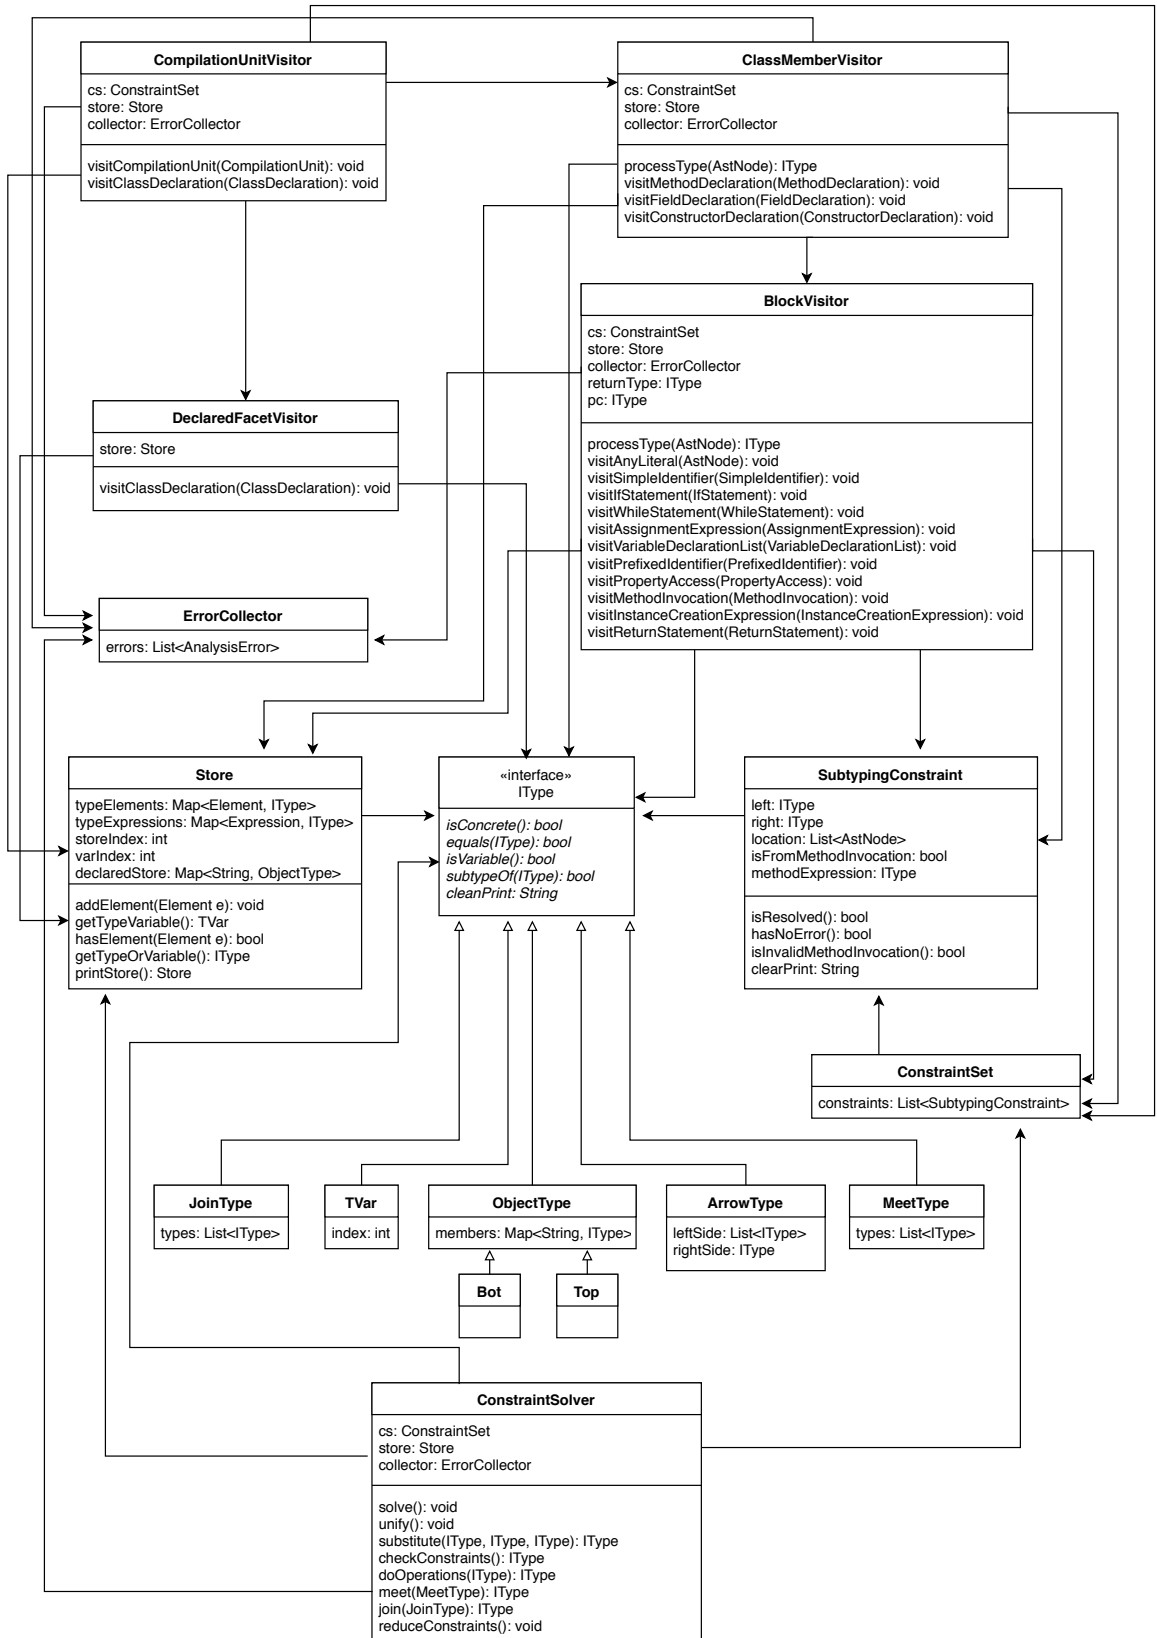 CompilationUnitVisitor
cs: ConstraintSet
store: Store
collector: ErrorCollector
visitCompilationUnit(CompilationUnit): void
visitClassDeclaration(ClassDeclaration): void
ClassMemberVisitor
cs: ConstraintSet
store: Store
collector: ErrorCollector
processType(AstNode): IType
visitMethodDeclaration(MethodDeclaration): void
visitFieldDeclaration(FieldDeclaration): void
visitConstructorDeclaration(ConstructorDeclaration): void
BlockVisitor
cs: ConstraintSet
store: Store
collector: ErrorCollector
returnType: IType
pc: IType
processType(AstNode): IType
visitAnyLiteral(AstNode): void
visitSimpleIdentifier(SimpleIdentifier): void
visitIfStatement(IfStatement): void
visitWhileStatement(WhileStatement): void
visitAssignmentExpression(AssignmentExpression): void
visitVariableDeclarationList(VariableDeclarationList): void
visitPrefixedIdentifier(PrefixedIdentifier): void
visitPropertyAccess(PropertyAccess): void
visitMethodInvocation(MethodInvocation): void
visitInstanceCreationExpression(InstanceCreationExpression): void
visitReturnStatement(ReturnStatement): void
DeclaredFacetVisitor
store: Store
visitClassDeclaration(ClassDeclaration): void
ErrorCollector
errors: List<AnalysisError>
Store
typeElements: Map<Element, IType>
typeExpressions: Map<Expression, IType>
storeIndex: int
varIndex: int
declaredStore: Map<String, ObjectType>
addElement(Element e): void
getTypeVariable(): TVar
hasElement(Element e): bool
getTypeOrVariable(): IType
printStore(): Store
«interface»
IType
isConcrete(): bool
equals(IType): bool
isVariable(): bool
subtypeOf(IType): bool
cleanPrint: String
SubtypingConstraint
left: IType
right: IType
location: List<AstNode>
isFromMethodInvocation: bool
methodExpression: IType
isResolved(): bool
hasNoError(): bool
isInvalidMethodInvocation(): bool
clearPrint: String
ConstraintSet
constraints: List<SubtypingConstraint>
JoinType
types: List<IType>
TVar
index: int
ObjectType
members: Map<String, IType>
ArrowType
leftSide: List<IType>
rightSide: IType
MeetType
types: List<IType>
Bot
Top
ConstraintSolver
cs: ConstraintSet
store: Store
collector: ErrorCollector
solve(): void
unify(): void
substitute(IType, IType, IType): IType
checkConstraints(): IType
doOperations(IType): IType
meet(MeetType): IType
join(JoinType): IType
reduceConstraints(): void